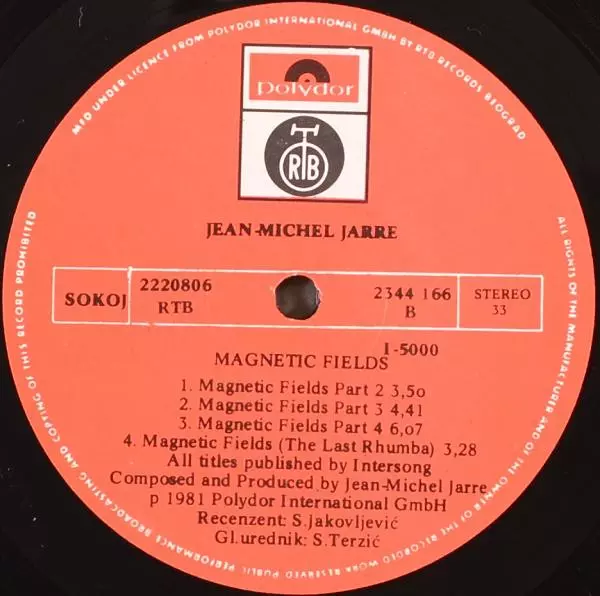 MFD UNDER LICENCE FROM POLYDOR INTERNATIONAL GMBH BY RTB RECORDS BEOGRAD
polydor
RTB
JEAN-MICHEL JARRE
SOKOJ
2220806
RTB
2344 166
B
STEREO
33
I-5000
MAGNETIC FIELDS
1. Magnetic Fields Part 2 3,5o
2. Magnetic Fields Part 3 4,41
3. Magnetic Fields Part 4 6,o7
4. Magnetic Fields (The Last Rhumba) 3,28
All titles published by Intersong
Composed and Produced by Jean-Michel Jarre
p 1981 Polydor International GmbH
Recenzent: S.Jakovljević
Gl.urednik: S.Terzić
ALL RIGHTS OF THE MANUFACTURER AND OF THE OWNER OF THE RECORDED WORK RESERVED PUBLIC PERFORMANCE BROADCASTING AND COPYING OF THIS RECORD PROHIBITED